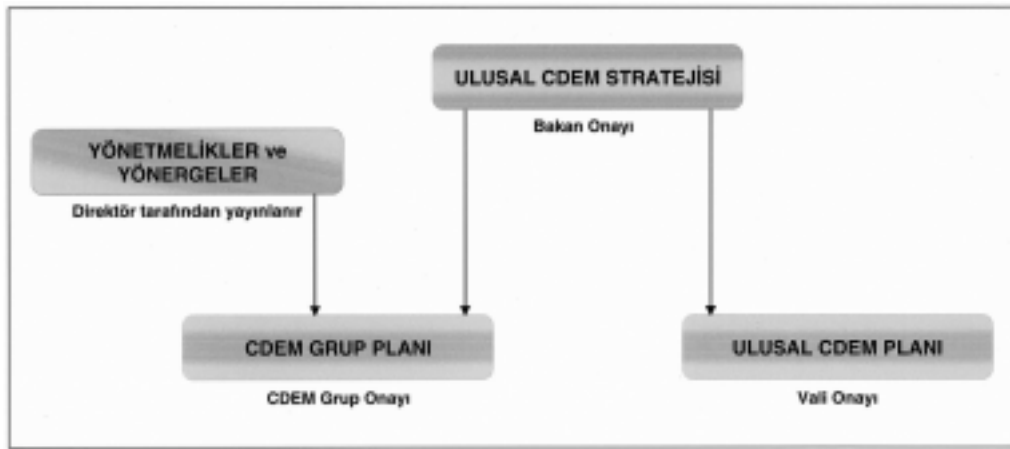 ULUSAL CDEM STRATEJİSİ
Bakan Onayı
YÖNETMELİKLER ve
YÖNERGELER
Direktör tarafından yayınlanır
CDEM GRUP PLANI
CDEM Grup Onayı
ULUSAL CDEM PLANI
Vali Onayı